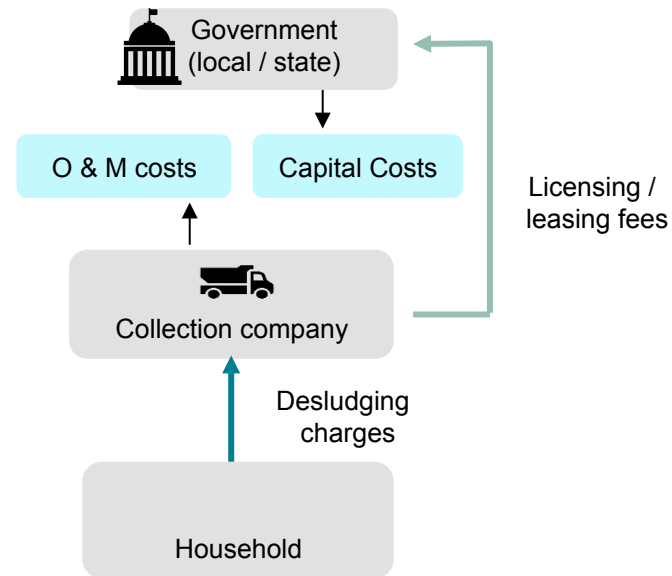 Government
(local / state)
O & M costs
Capital Costs
Licensing /
leasing fees
Collection company
Desludging
charges
Household